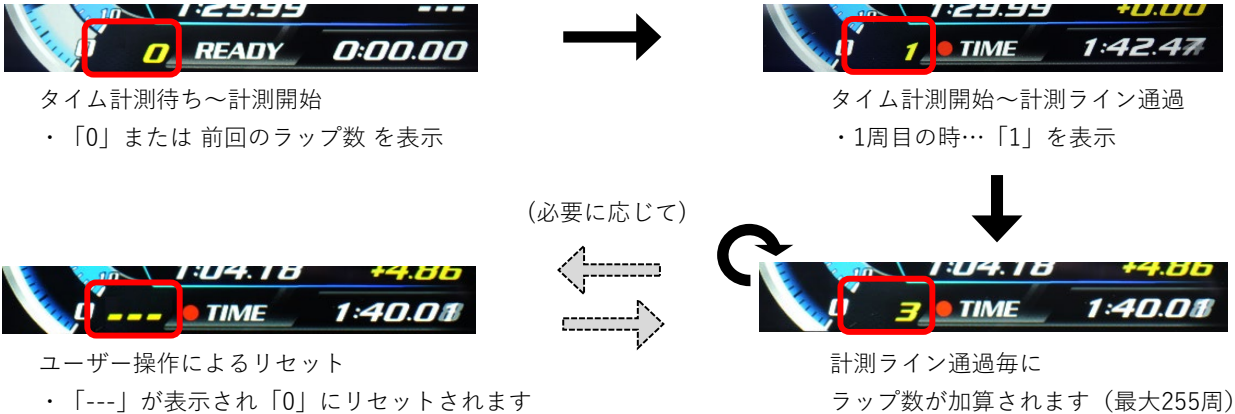 1:29.99 ---
10
0 0 READY 0:00.00
タイム計測待ち～計測開始
・「0」または 前回のラップ数 を表示
1:29.99 +0.00
0 1 TIME 1:42.47
タイム計測開始～計測ライン通過
・1周目の時…「1」を表示
(必要に応じて)
1:04.18 +4.86
10
0 --- TIME 1:40.08
ユーザー操作によるリセット
・「---」が表示され「0」にリセットされます
1:04.18 +4.86
10
0 3 TIME 1:40.08
計測ライン通過毎に
ラップ数が加算されます（最大255周）